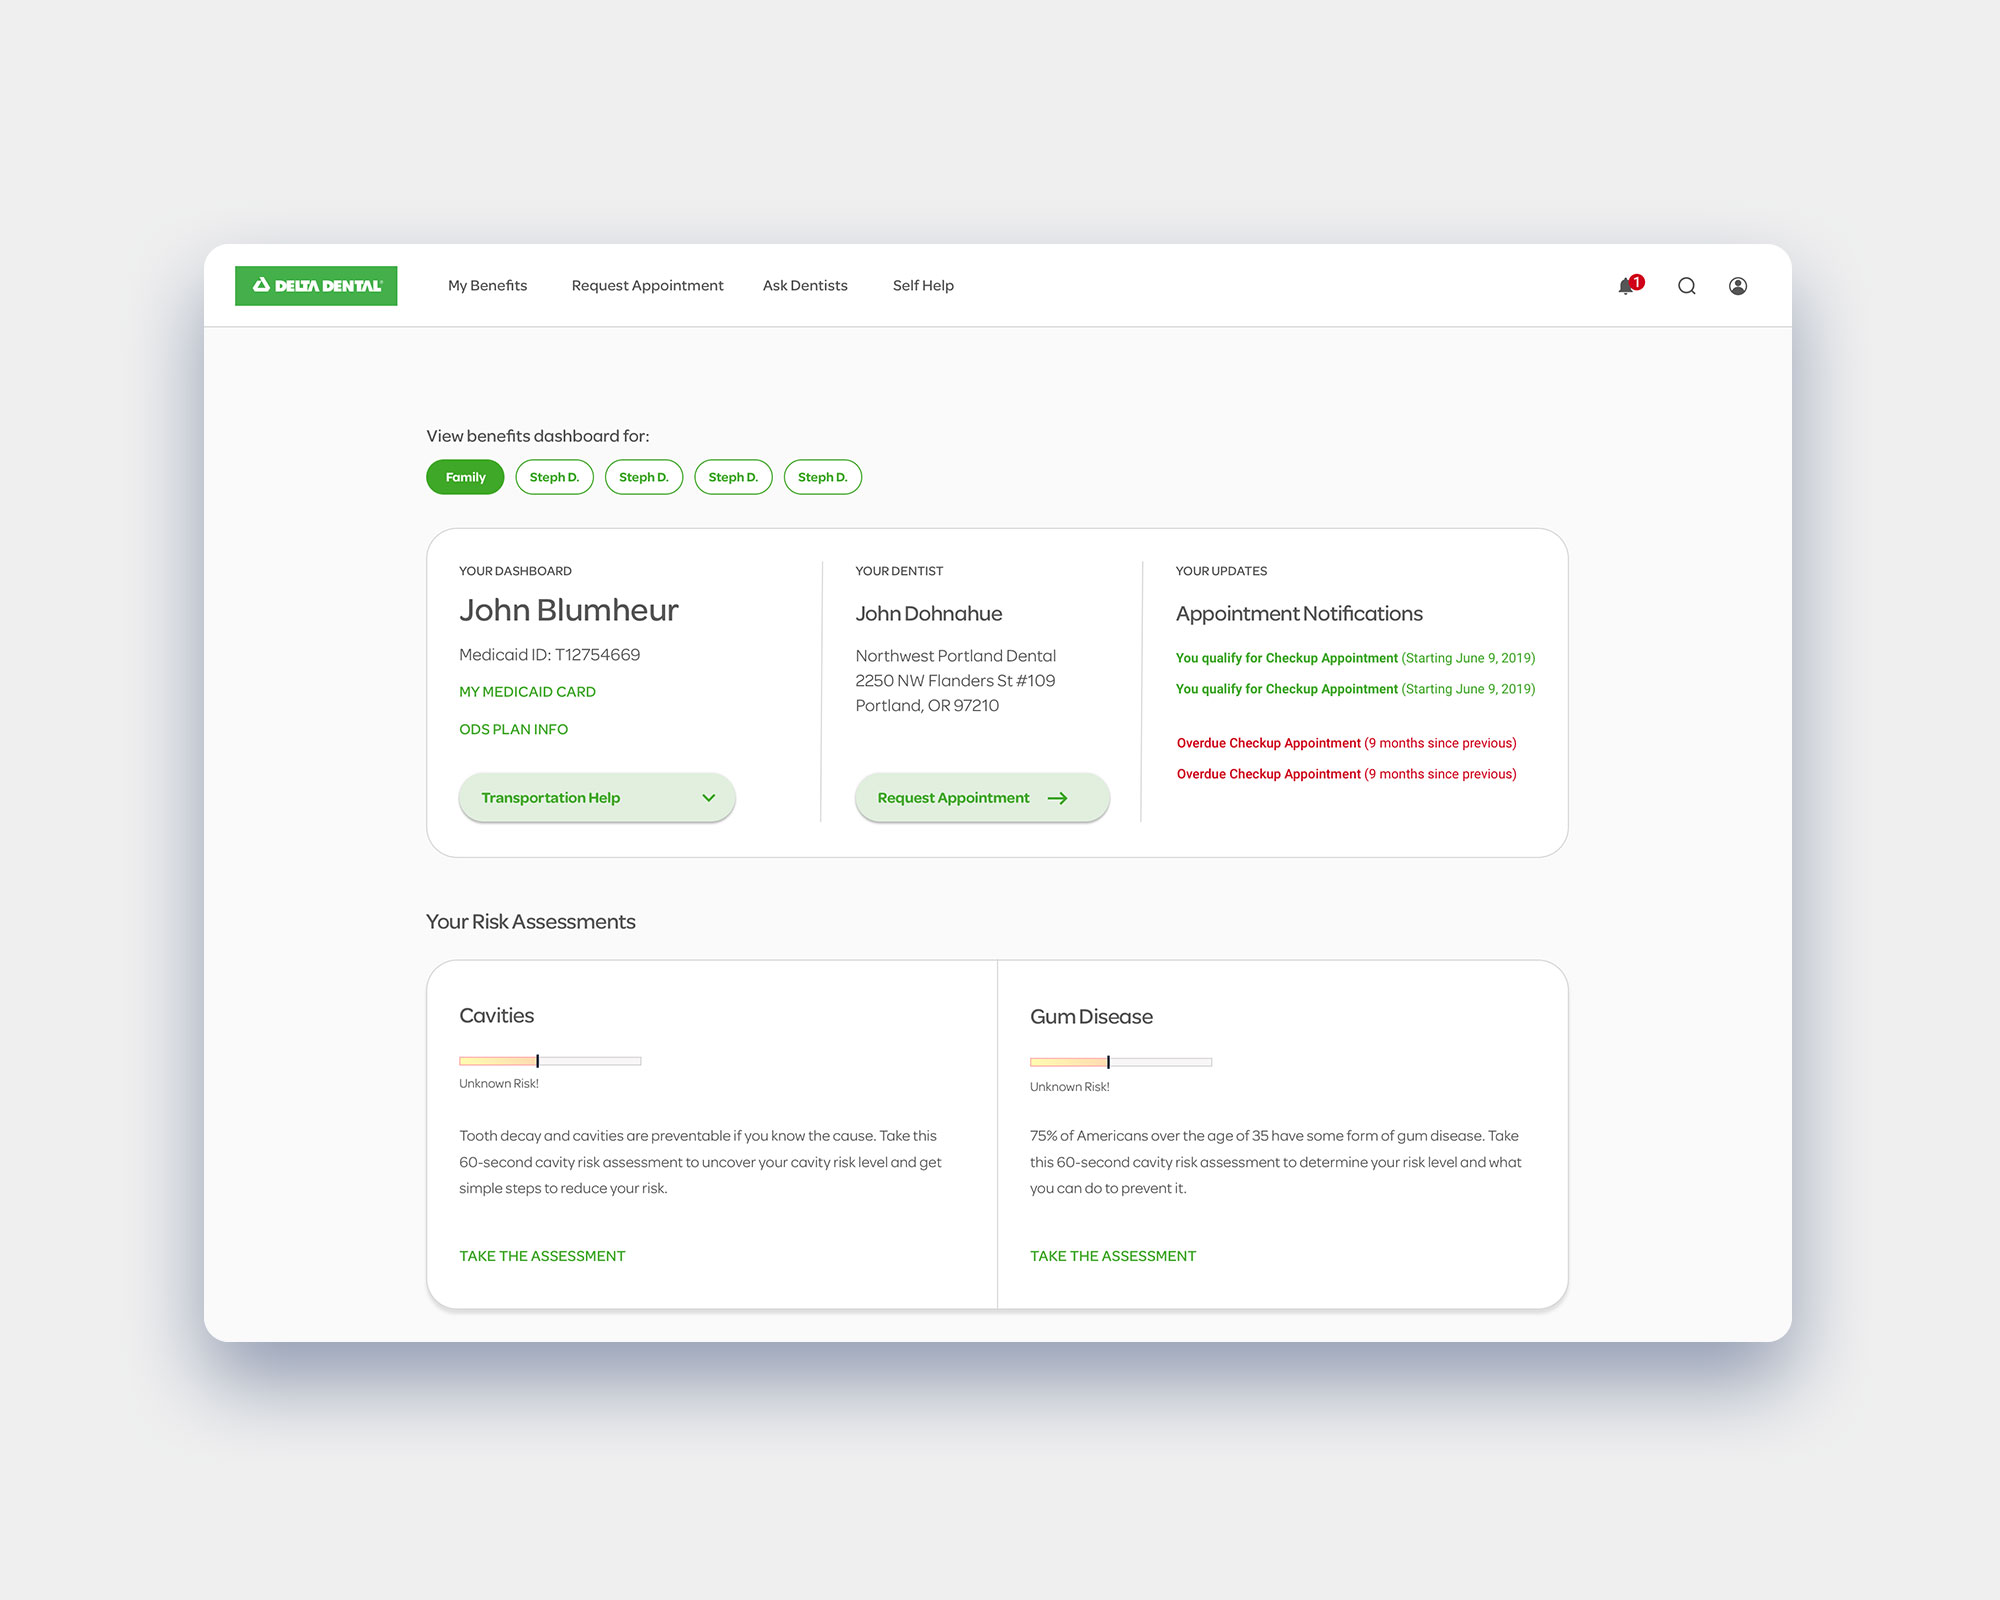 DELTA DENTAL
My Benefits
Request Appointment
Ask Dentists
Self Help
1
View benefits dashboard for:
Family
Steph D.
Steph D.
Steph D.
Steph D.
YOUR DASHBOARD
John Blumheur
Medicaid ID: T12754669
MY MEDICAID CARD
ODS PLAN INFO
Transportation Help
YOUR DENTIST
John Dohnahue
Northwest Portland Dental
2250 NW Flanders St #109
Portland, OR 97210
Request Appointment
YOUR UPDATES
Appointment Notifications
You qualify for Checkup Appointment (Starting June 9, 2019)
You qualify for Checkup Appointment (Starting June 9, 2019)
Overdue Checkup Appointment (9 months since previous)
Overdue Checkup Appointment (9 months since previous)
Your Risk Assessments
Cavities
Unknown Risk!
Tooth decay and cavities are preventable if you know the cause. Take this
60-second cavity risk assessment to uncover your cavity risk level and get
simple steps to reduce your risk.
TAKE THE ASSESSMENT
Gum Disease
Unknown Risk!
75% of Americans over the age of 35 have some form of gum disease. Take
this 60-second cavity risk assessment to determine your risk level and what
you can do to prevent it.
TAKE THE ASSESSMENT